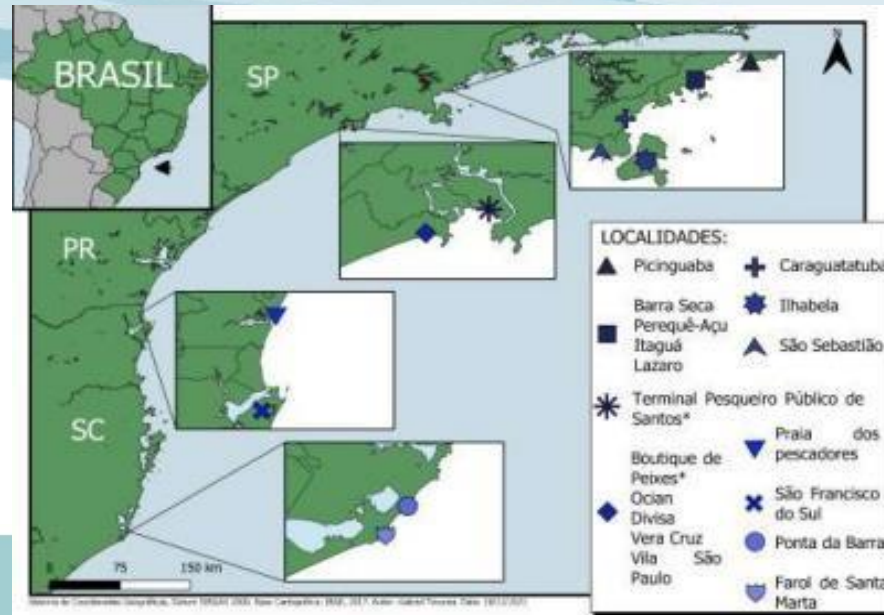 BRASIL
SP
N
PR
SC
0 75 150 km
LOCALIDADES:
Picinguaba
Barra Seca
Perequê-Açu
Itaguá
Lazaro
Caraguatatuba
Ilhabela
São Sebastião
Terminal Pesqueiro Público de
Santos*
Boutique de
Peixes*
Ocian
Divisa
Vera Cruz
Vila São
Paulo
Praia dos
pescadores
São Francisco
do Sul
Ponta da Barra
Farol de Santa
Marta